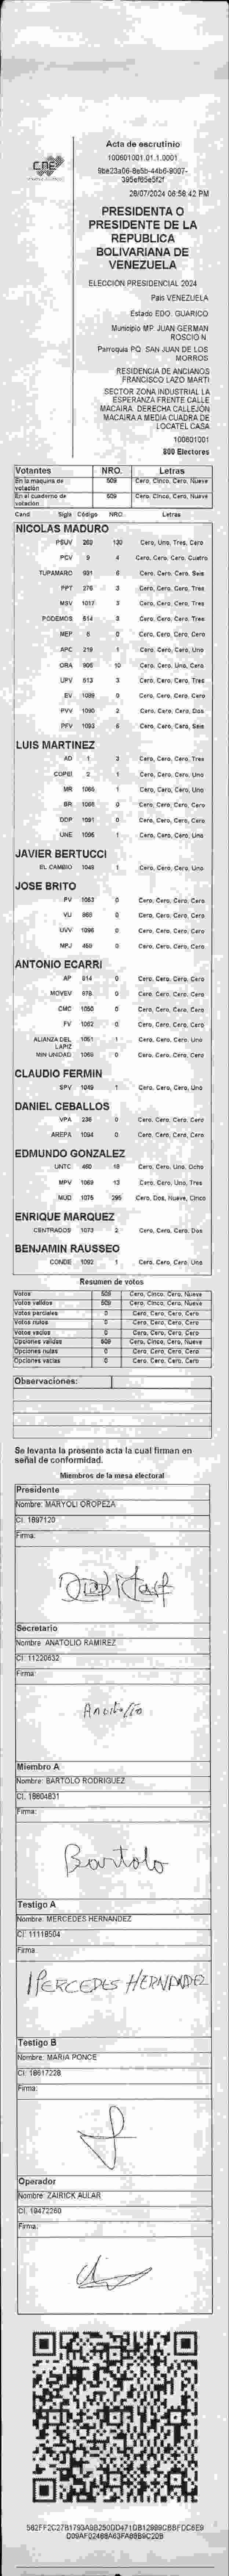 Acta de escrutinio
100601001.01.1.0001
28/07/2024 06:58:42 PM
CNE
PRESIDENTA O
PRESIDENTE DE LA
REPUBLICA
BOLIVARIANA DE
VENEZUELA
ELECCIÓN PRESIDENCIAL 2024
País VENEZUELA
Estado EDO. GUARICO
Municipio MP. JUAN GERMAN
ROSCIO N
Parroquia PQ. SAN JUAN DE LOS
MORROS
RESIDENCIA DE ANCIANOS
FRANCISCO LAZO MARTI
SECTOR ZONA INDUSTRIAL LA
ESPERANZA FRENTE CALLE
MACAIRA. DERECHA CALLEJÓN
MACAIRA A MEDIA CUADRA DE
LOCATEL CASA
100601001
800 Electores
Votantes NRO. Letras
En la maquina de votación 509 Cero, Cinco, Cero, Nueve
En el cuaderno de votación 509 Cero, Cinco, Cero, Nueve
Cand Sigla Código NRO. Letras
NICOLAS MADURO
PSUV 130 Cero, Uno, Tres, Cero
PCV 9 4 Cero, Cero, Cero, Cuatro
TUPAMARO 931 6 Cero, Cero, Cero, Seis
PPT 276 3 Cero, Cero, Cero, Tres
MSV 1017 3 Cero, Cero, Cero, Tres
PODEMOS 514 3 Cero, Cero, Cero, Tres
MEP 6 0 Cero, Cero, Cero, Cero
APC 219 1 Cero, Cero, Cero, Uno
ORA 906 10 Cero, Cero, Uno, Cero
UPV 613 3 Cero, Cero, Cero, Tres
EV 1099 0 Cero, Cero, Cero, Cero
PVV 1090 2 Cero, Cero, Cero, Dos
PFV 1093 6 Cero, Cero, Cero, Seis
LUIS MARTINEZ
AD 1 3 Cero, Cero, Cero, Tres
COPEI 2 1 Cero, Cero, Cero, Uno
MR 1065 1 Cero, Cero, Cero, Uno
BR 1066 0 Cero, Cero, Cero, Cero
DDP 1091 0 Cero, Cero, Cero, Cero
UNE 1095 1 Cero, Cero, Cero, Uno
JAVIER BERTUCCI
EL CAMBIO 1048 1 Cero, Cero, Cero, Uno
JOSE BRITO
PV 1053 0 Cero, Cero, Cero, Cero
VU 866 0 Cero, Cero, Cero, Cero
UVV 1096 0 Cero, Cero, Cero, Cero
MPJ 459 0 Cero, Cero, Cero, Cero
ANTONIO ECARRI
AP 914 0 Cero, Cero, Cero, Cero
MOVEV 978 0 Cero, Cero, Cero, Cero
CMC 1050 0 Cero, Cero, Cero, Cero
FV 1052 0 Cero, Cero, Cero, Cero
ALIANZA DEL LAPIZ 1051 1 Cero, Cero, Cero, Uno
MIN UNIDAD 1069 0 Cero, Cero, Cero, Cero
CLAUDIO FERMIN
SPV 1049 1 Cero, Cero, Cero, Uno
DANIEL CEBALLOS
VPA 236 0 Cero, Cero, Cero, Cero
AREPA 1094 0 Cero, Cero, Cero, Cero
EDMUNDO GONZALEZ
UNTC 460 18 Cero, Cero, Uno, Ocho
MPV 1069 13 Cero, Cero, Uno, Tres
MUD 1075 295 Cero, Dos, Nueve, Cinco
ENRIQUE MARQUEZ
CENTRADOS 1073 2 Cero, Cero, Cero, Dos
BENJAMIN RAUSSEO
CONDE 1092 1 Cero, Cero, Cero, Uno
Resumen de votos
Votos 509 Cero, Cinco, Cero, Nueve
Votos validos 509 Cero, Cinco, Cero, Nueve
Votos parciales 0 Cero, Cero, Cero, Cero
Votos nulos 0 Cero, Cero, Cero, Cero
Votos vacíos 0 Cero, Cero, Cero, Cero
Opciones validas 509 Cero, Cinco, Cero, Nueve
Opciones nulas 0 Cero, Cero, Cero, Cero
Opciones vacías 0 Cero, Cero, Cero, Cero
Observaciones:
Se levanta la presente acta la cual firman en
señal de conformidad.
Miembros de la mesa electoral
Presidente
Nombre: MARYOLI OROPEZA
CI: 1897120
Firma:
Secretario
Nombre: ANATOLIO RAMIREZ
CI: 11220632
Firma:
Miembro A
Nombre: BARTOLO RODRIGUEZ
CI: 18804831
Firma:
Bartolo
Testigo A
Nombre: MERCEDES HERNANDEZ
CI: 11118504
Firma:
MERCEDES HERNANDEZ
Testigo B
Nombre: MARIA PONCE
CI: 18617228
Firma:
Operador
Nombre: ZAIRICK AULAR
CI: 19472260
Firma: